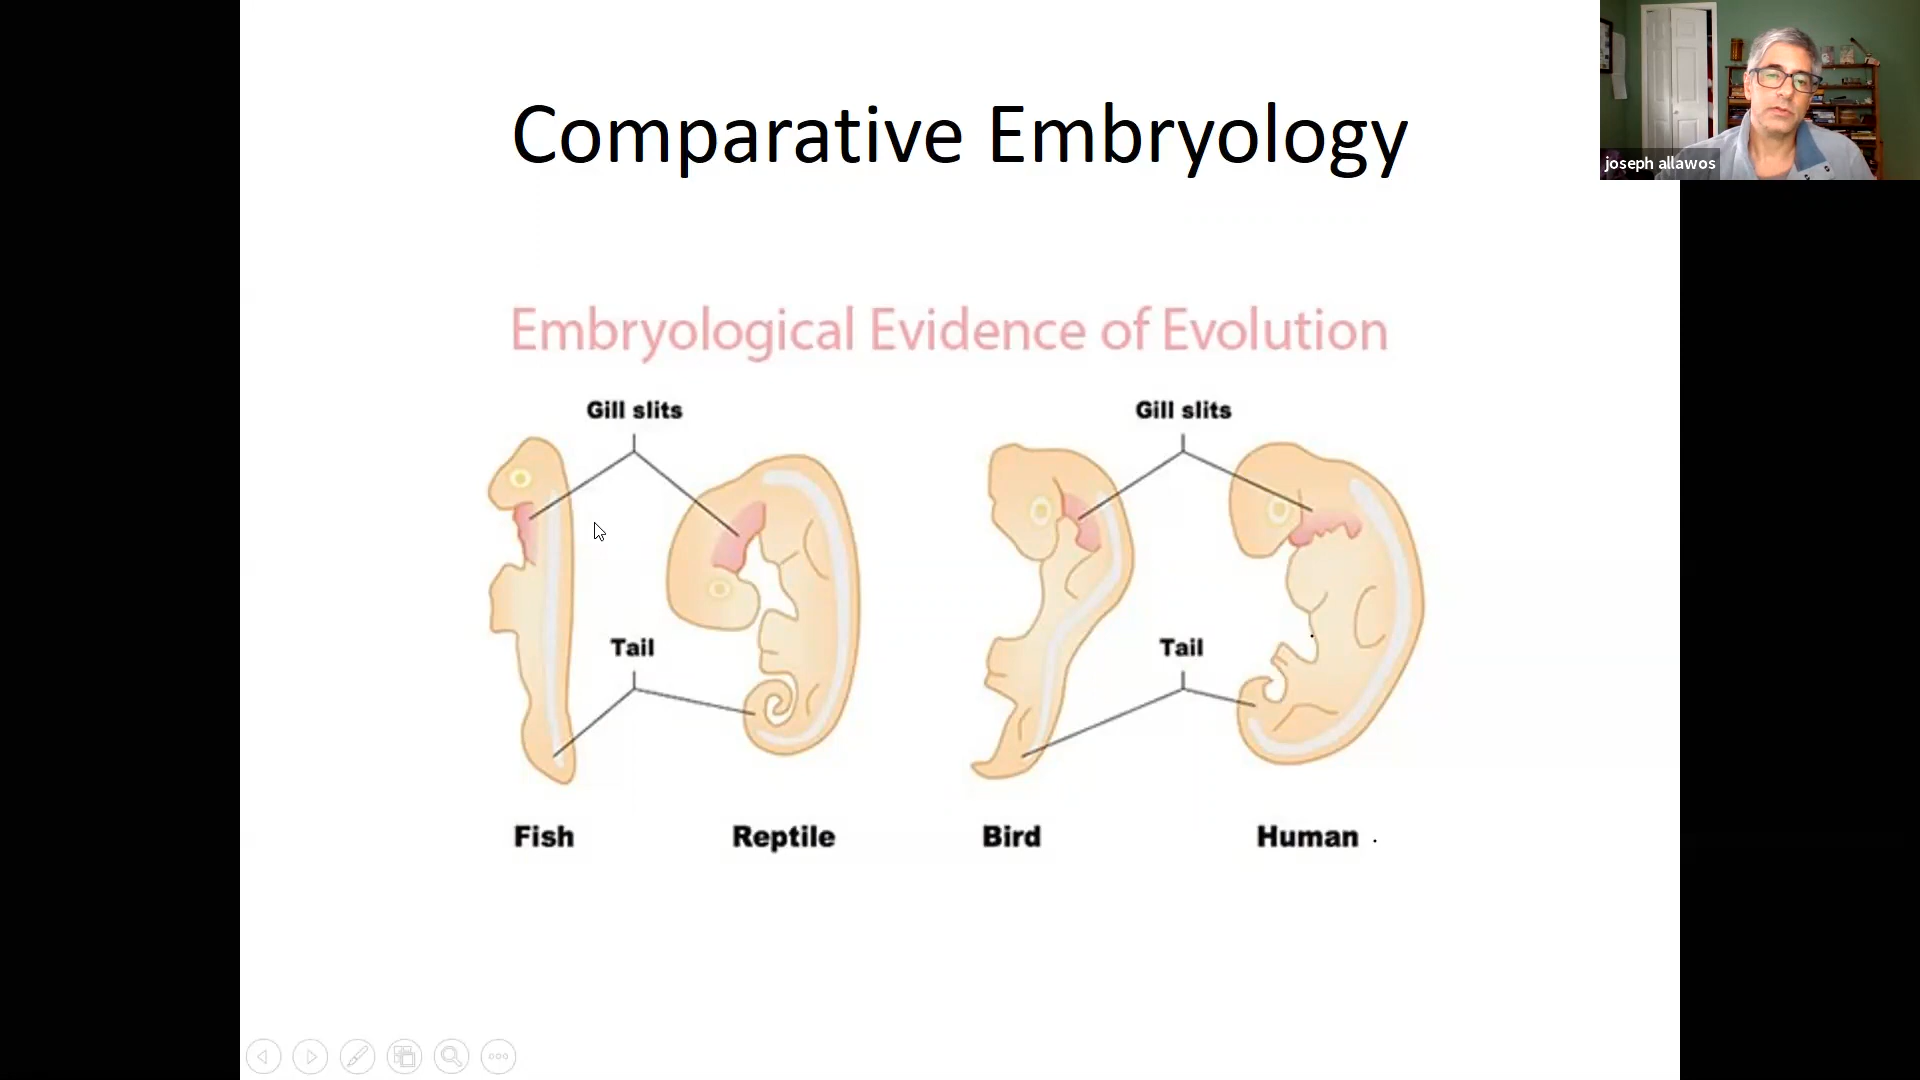 Comparative Embryology
joseph allawos
Embryological Evidence of Evolution
Gill slits
Gill slits
Tail
Tail
Fish
Reptile
Bird
Human .